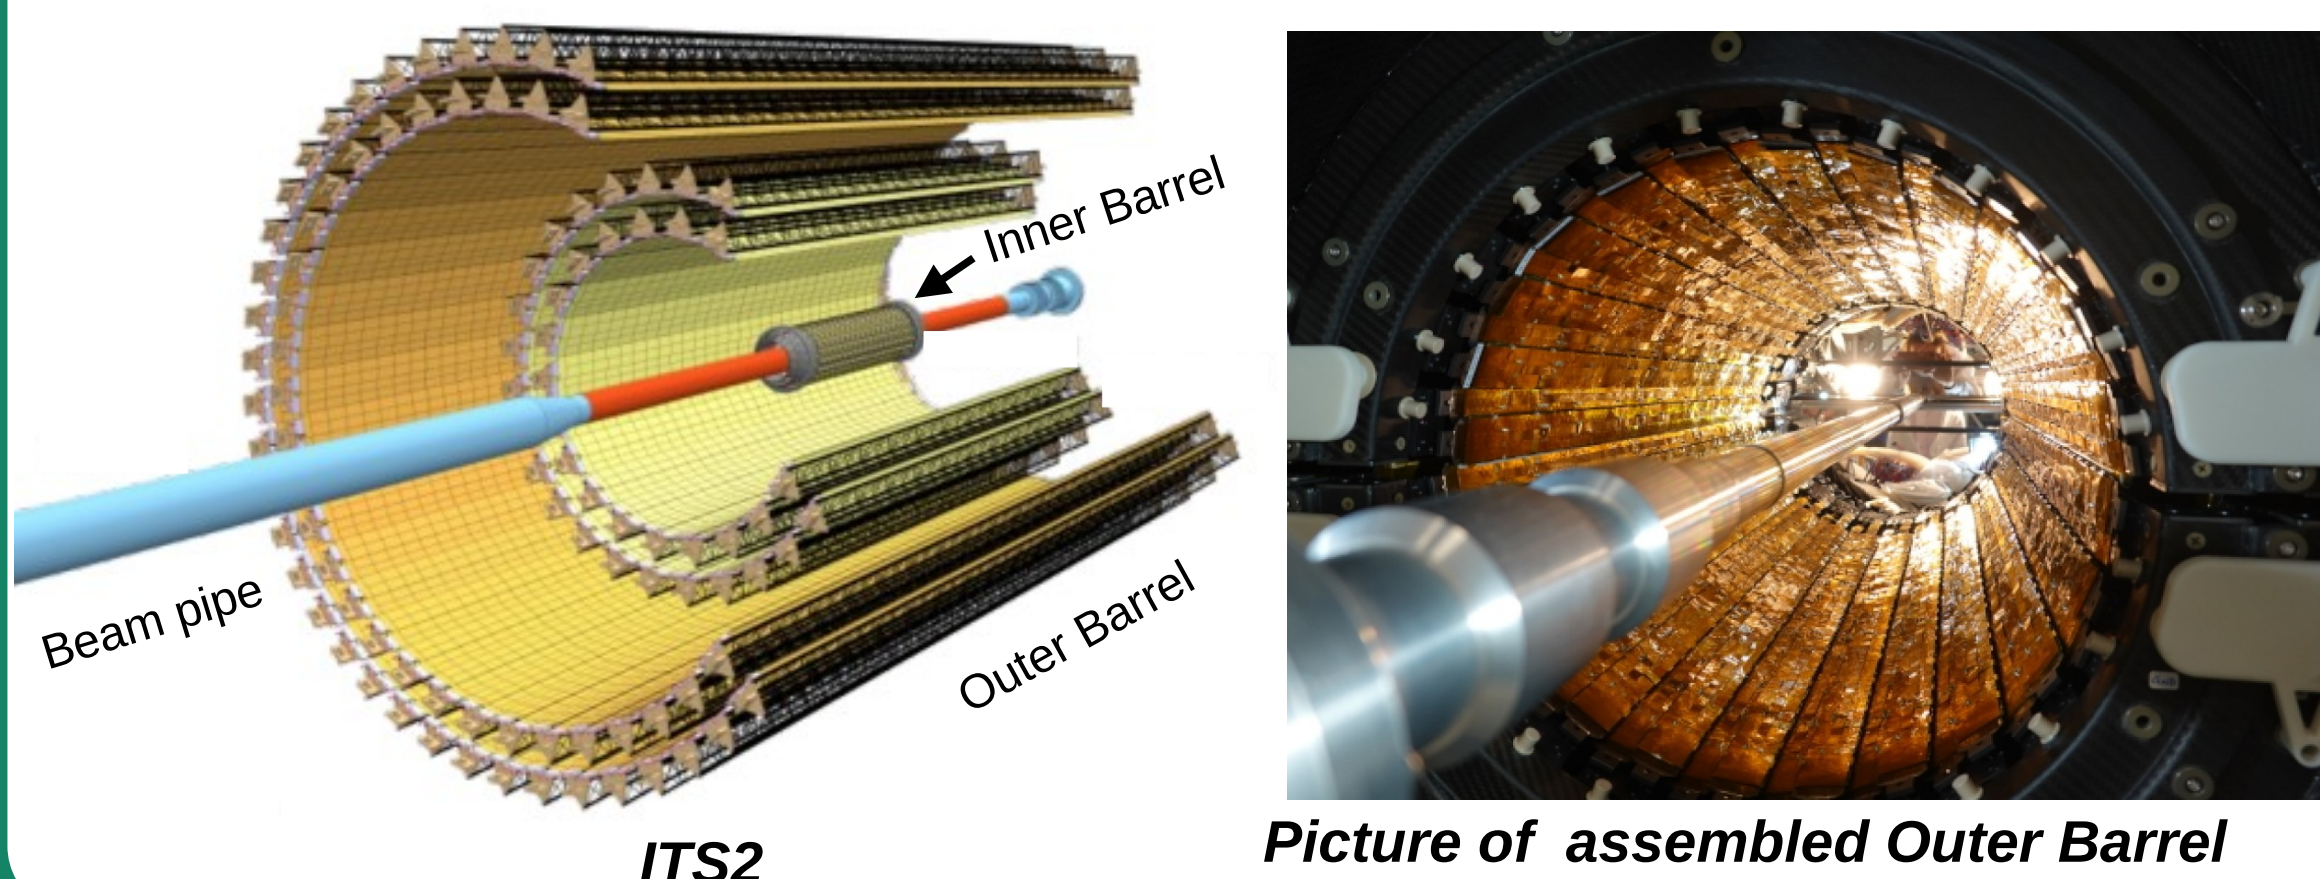 Inner Barrel
Beam pipe
Outer Barrel
ITS2
Picture of  assembled Outer Barrel